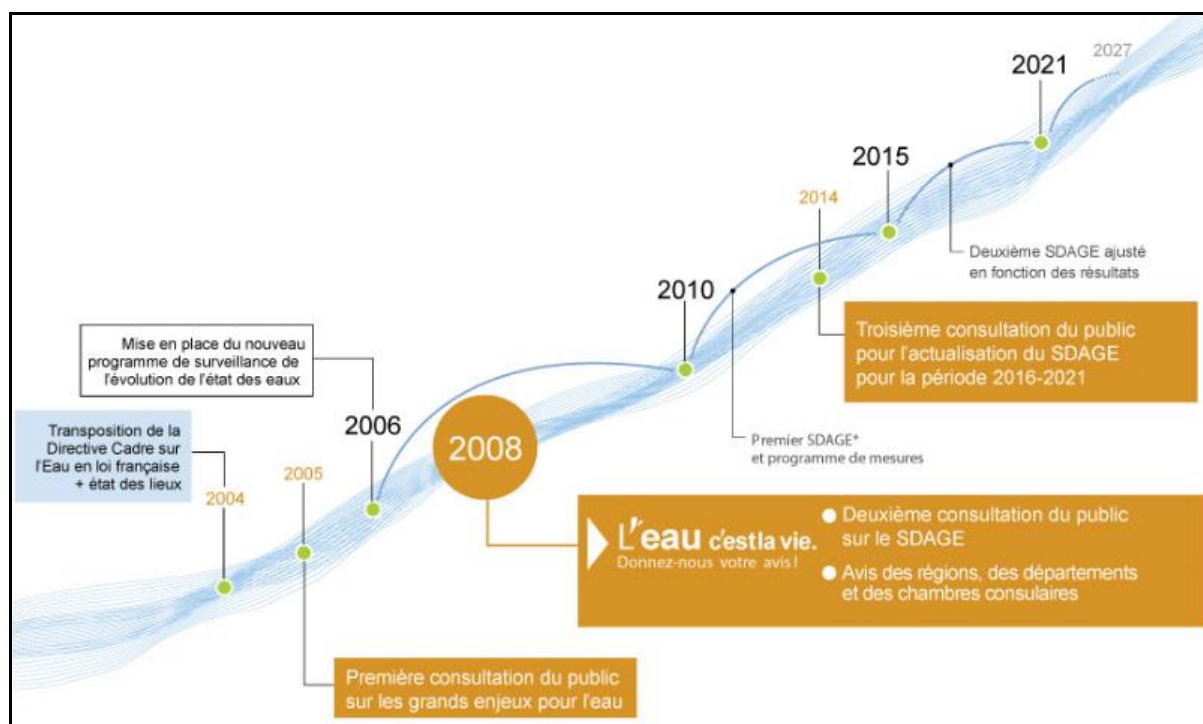 2027
2021
2015
2014
Deuxième SDAGE ajusté
en fonction des résultats
2010
Troisième consultation du public
pour l'actualisation du SDAGE
pour la période 2016-2021
Mise en place du nouveau
programme de surveillance de
l'évolution de l'état des eaux
2006
Premier SDAGE*
et programme de mesures
2008
Transposition de la
Directive Cadre sur
l'Eau en loi française
+ état des lieux
2004
2005
L'eau c'est la vie.
Donnez-nous votre avis !
Deuxième consultation du public
sur le SDAGE
Avis des régions, des départements
et des chambres consulaires
Première consultation du public
sur les grands enjeux pour l'eau